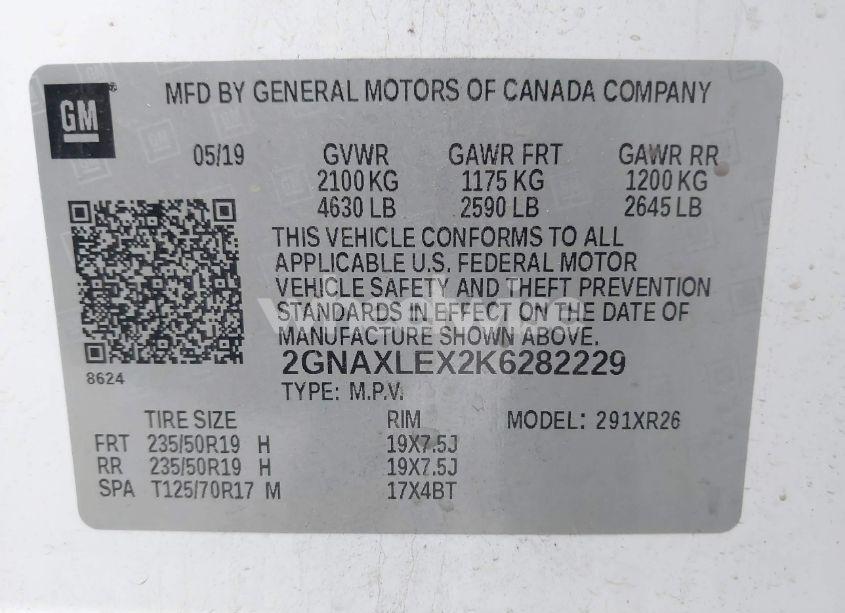 GM
MFD BY GENERAL MOTORS OF CANADA COMPANY
05/19 GVWR GAWR FRT GAWR RR
2100 KG 1175 KG 1200 KG
4630 LB 2590 LB 2645 LB
THIS VEHICLE CONFORMS TO ALL
APPLICABLE U.S. FEDERAL MOTOR
VEHICLE SAFETY AND THEFT PREVENTION
STANDARDS IN EFFECT ON THE DATE OF
MANUFACTURE SHOWN ABOVE.
2GNAXLEX2K6282229
8624
TYPE: M.P.V.
TIRE SIZE RIM MODEL: 291XR26
FRT 235/50R19 H 19X7.5J
RR 235/50R19 H 19X7.5J
SPA T125/70R17 M 17X4BT